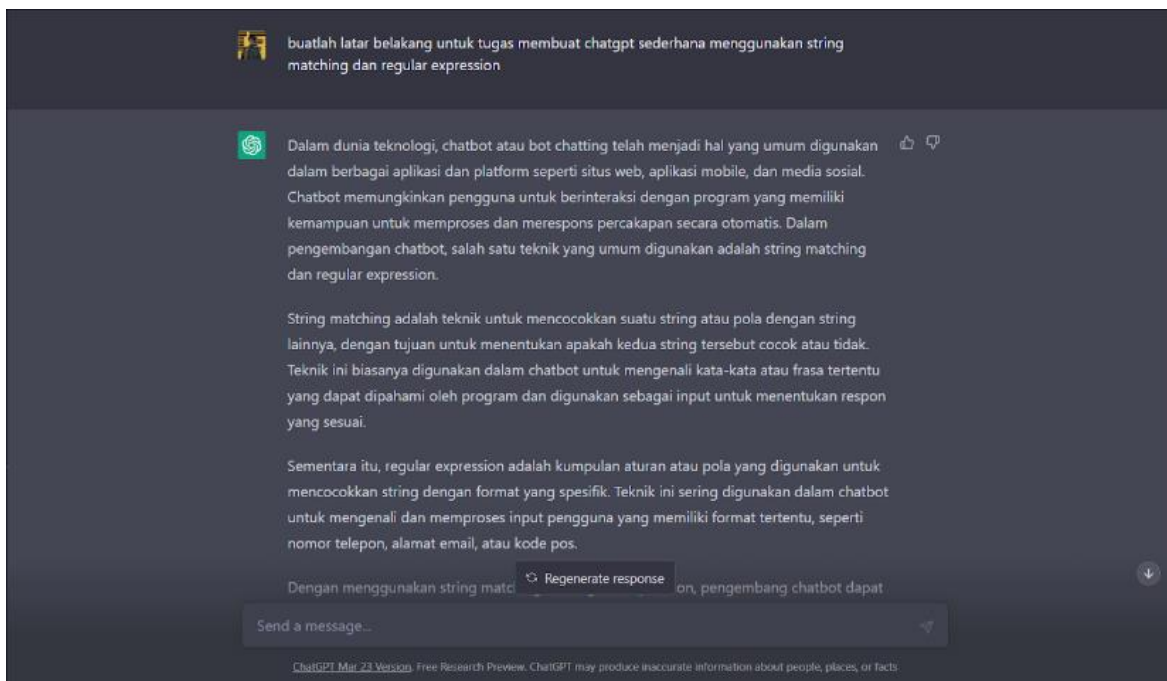 buatlah latar belakang untuk tugas membuat chatgpt sederhana menggunakan string
matching dan regular expression
Dalam dunia teknologi, chatbot atau bot chatting telah menjadi hal yang umum digunakan
dalam berbagai aplikasi dan platform seperti situs web, aplikasi mobile, dan media sosial.
Chatbot memungkinkan pengguna untuk berinteraksi dengan program yang memiliki
kemampuan untuk memproses dan merespons percakapan secara otomatis. Dalam
pengembangan chatbot, salah satu teknik yang umum digunakan adalah string matching
dan regular expression.
String matching adalah teknik untuk mencocokkan suatu string atau pola dengan string
lainnya, dengan tujuan untuk menentukan apakah kedua string tersebut cocok atau tidak.
Teknik ini biasanya digunakan dalam chatbot untuk mengenali kata-kata atau frasa tertentu
yang dapat dipahami oleh program dan digunakan sebagai input untuk menentukan respon
yang sesuai.
Sementara itu, regular expression adalah kumpulan aturan atau pola yang digunakan untuk
mencocokkan string dengan format yang spesifik. Teknik ini sering digunakan dalam chatbot
untuk mengenali dan memproses input pengguna yang memiliki format tertentu, seperti
nomor telepon, alamat email, atau kode pos.
Dengan menggunakan string on, pengembang chatbot dapat
Regenerate response
Send a message...
ChatGPT Mar 23 Version. Free Research Preview. ChatGPT may produce inaccurate information about people, places, or facts